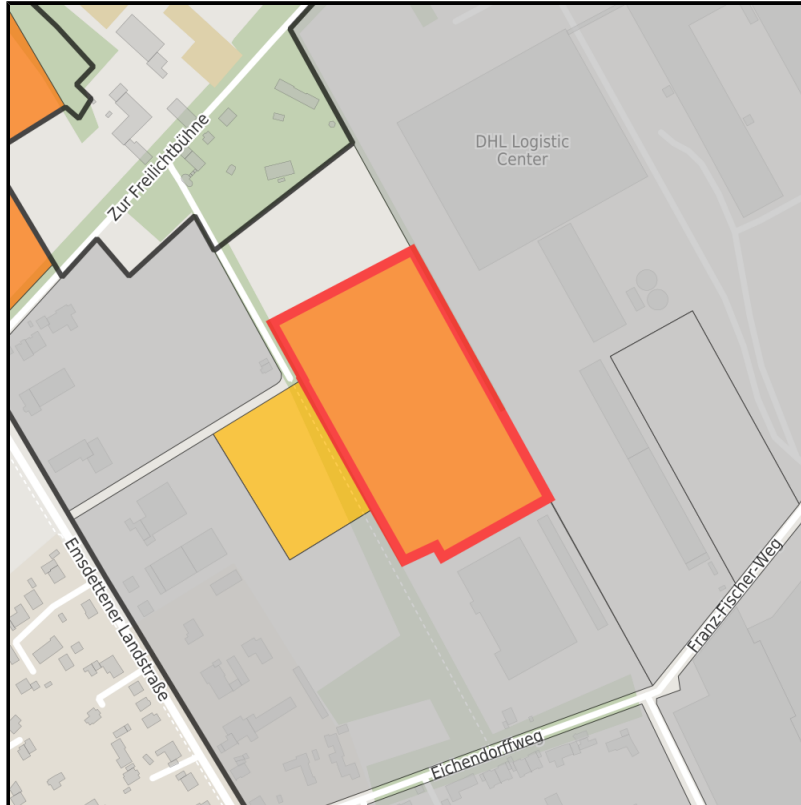 Zur Freilichtbühne
DHL Logistic
Center
Emsdettener Landstraße
Franz-Fischer-Weg
Eichendorffweg